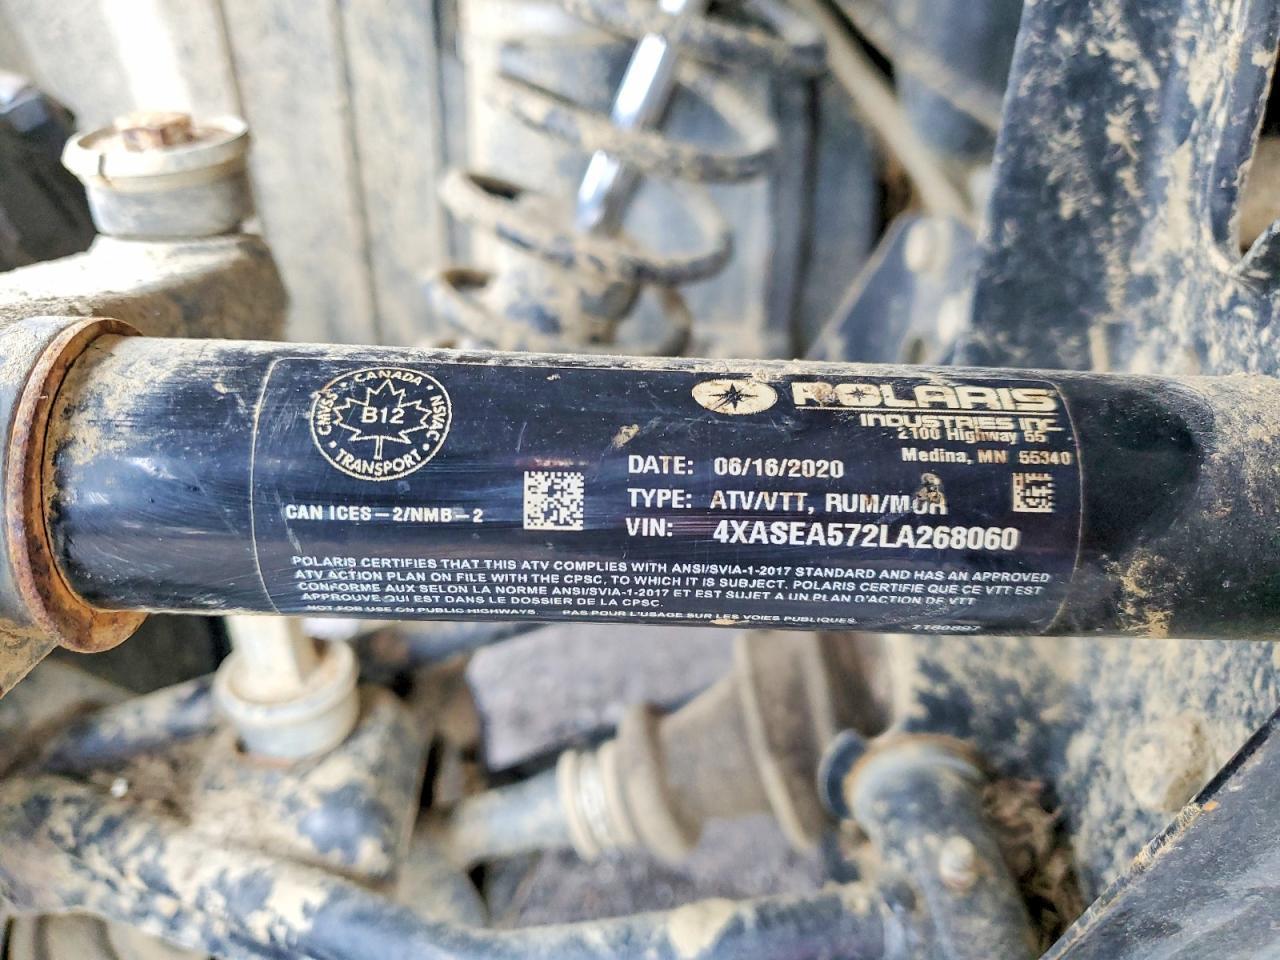 CANADA
CMVSS
NSVAC
B12
TRANSPORT
CAN ICES-2/NMB-2
POLARIS
INDUSTRIES INC
2100 Highway 55
Medina, MN 55340
DATE: 06/16/2020
TYPE: ATV/VTT, RUM/MOR
VIN: 4XASEA572LA268060
POLARIS CERTIFIES THAT THIS ATV COMPLIES WITH ANSI/SVIA-1-2017 STANDARD AND HAS AN APPROVED
ATV ACTION PLAN ON FILE WITH THE CPSC, TO WHICH IT IS SUBJECT. POLARIS CERTIFIE QUE CE VTT EST
CONFORME AUX SELON LA NORME ANSI/SVIA-1-2017 ET EST SUJET A UN PLAN D'ACTION DE VTT
APPROUVE QUI EST DANS LE DOSSIER DE LA CPSC.
NOT FOR USE ON PUBLIC HIGHWAYS. PAS POUR L'USAGE SUR LES VOIES PUBLIQUES.